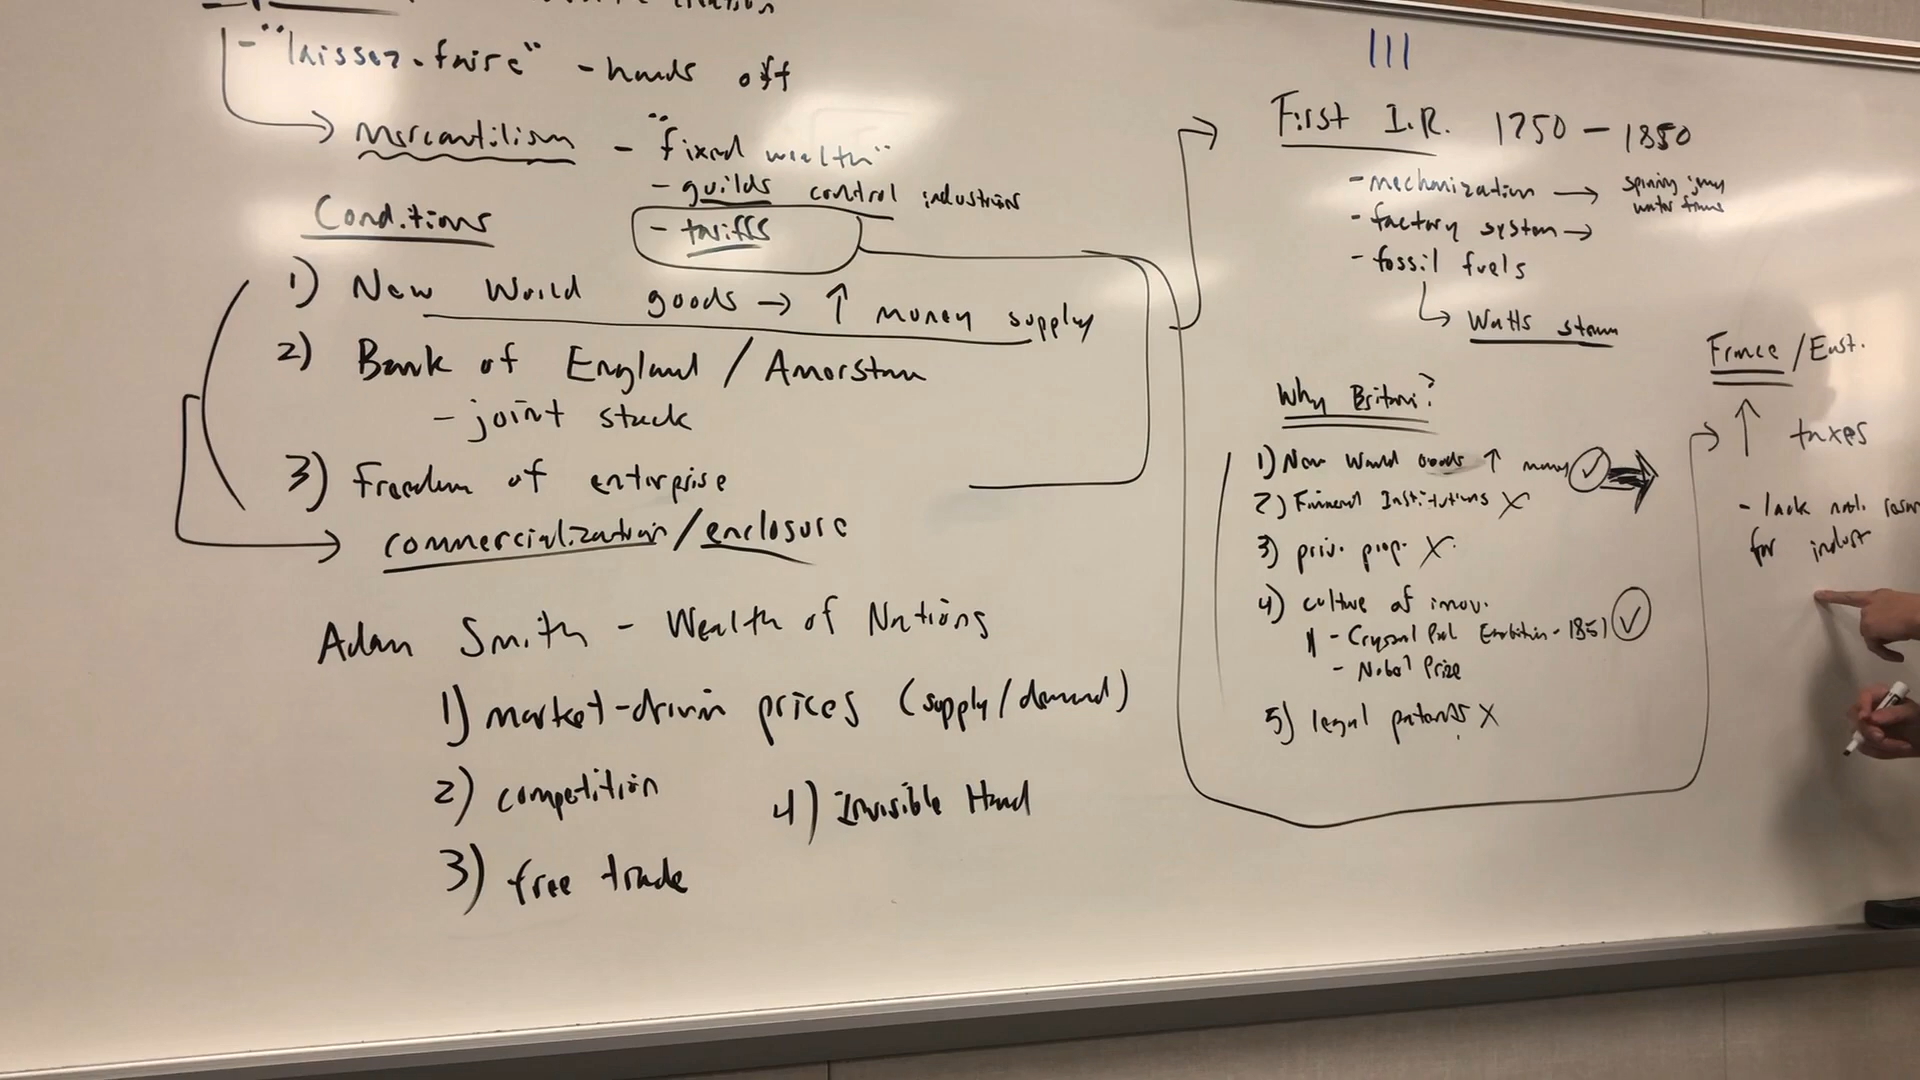 - "laissez-faire" - hands off
Mercantilism - "fixed wealth"
- guilds control industries
- tariffs
Conditions
1) New World goods → ↑ money supply
2) Bank of England / Amerstam
- joint stock
3) Freedom of enterprise
commercialization / enclosure
Adam Smith - Wealth of Nations
1) market-driven prices (supply/demand)
2) competition
3) free trade
4) Invisible Hand
First I.R. 1750 - 1850
- mechanization → spinning jenny
water frame
- factory system →
- fossil fuels
Watts steam
Why Britain?
1) New World Goods ↑ money ✓
2) Financial Institutions X
3) priv. prop. X
4) culture of innov.
- Crystal Pal. Exhibition - 1851 ✓
- Nobel Prize
5) legal patents X
France / East.
↑ taxes
- lack nat.
for indust